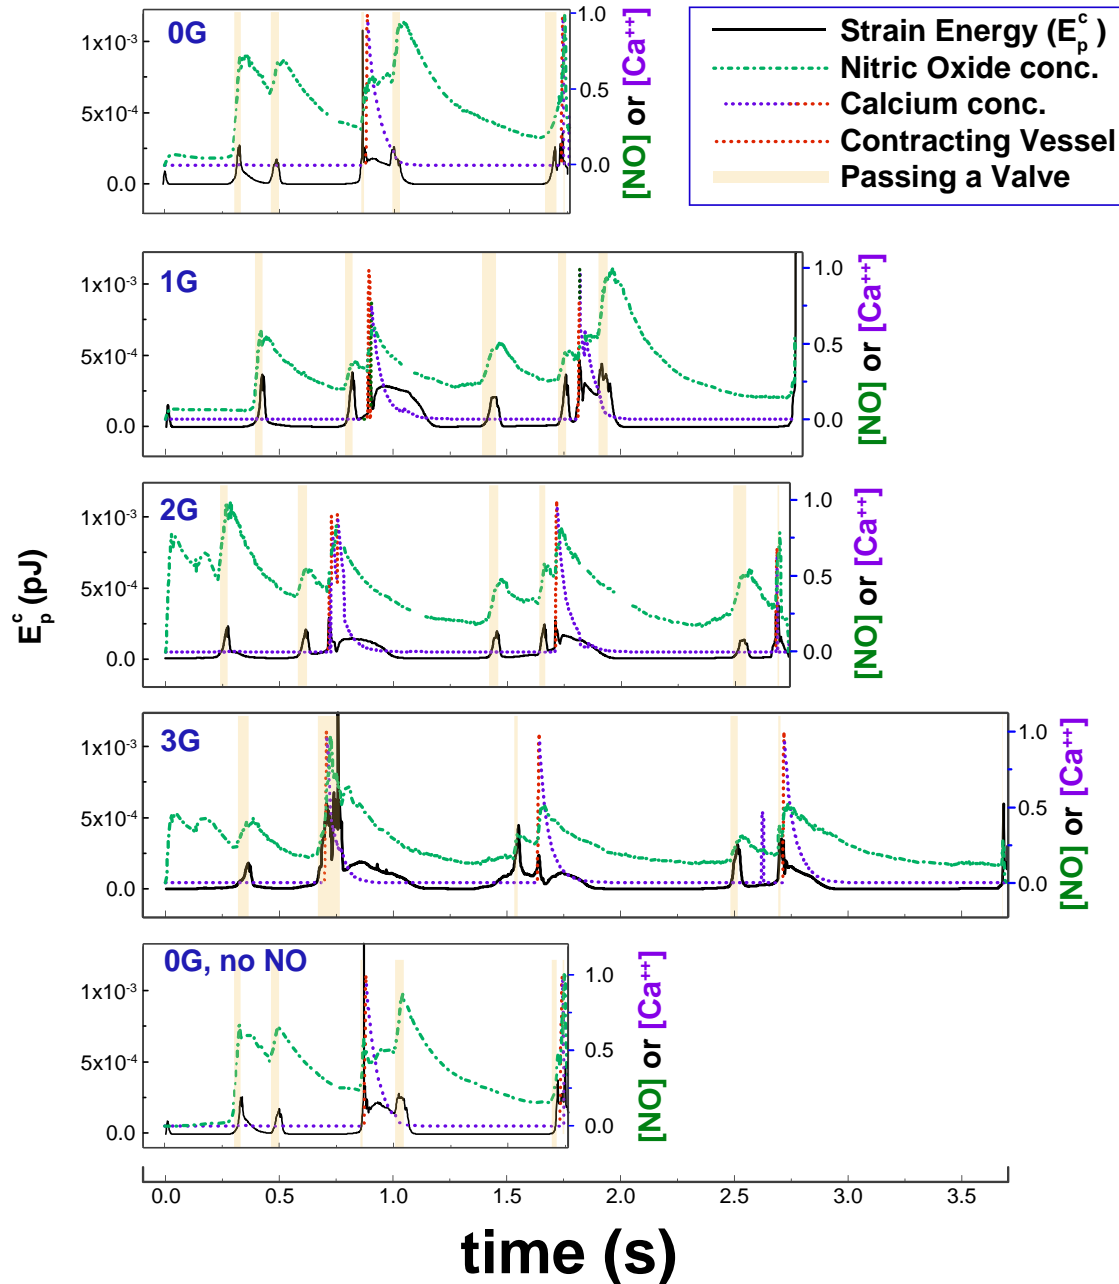 0G
1x10⁻³
5x10⁻⁴
0.0
1.0
0.5
0.0
[NO] or [Ca⁺⁺]
Strain Energy (E_p^c)
Nitric Oxide conc.
Calcium conc.
Contracting Vessel
Passing a Valve
1G
1x10⁻³
5x10⁻⁴
0.0
1.0
0.5
0.0
[NO] or [Ca⁺⁺]
2G
1x10⁻³
5x10⁻⁴
0.0
1.0
0.5
0.0
[NO] or [Ca⁺⁺]
E_p^c (pJ)
3G
1x10⁻³
5x10⁻⁴
0.0
1.0
0.5
0.0
[NO] or [Ca⁺⁺]
0G, no NO
1x10⁻³
5x10⁻⁴
0.0
1.0
0.5
0.0
[NO] or [Ca⁺⁺]
0.0 0.5 1.0 1.5 2.0 2.5 3.0 3.5
time (s)